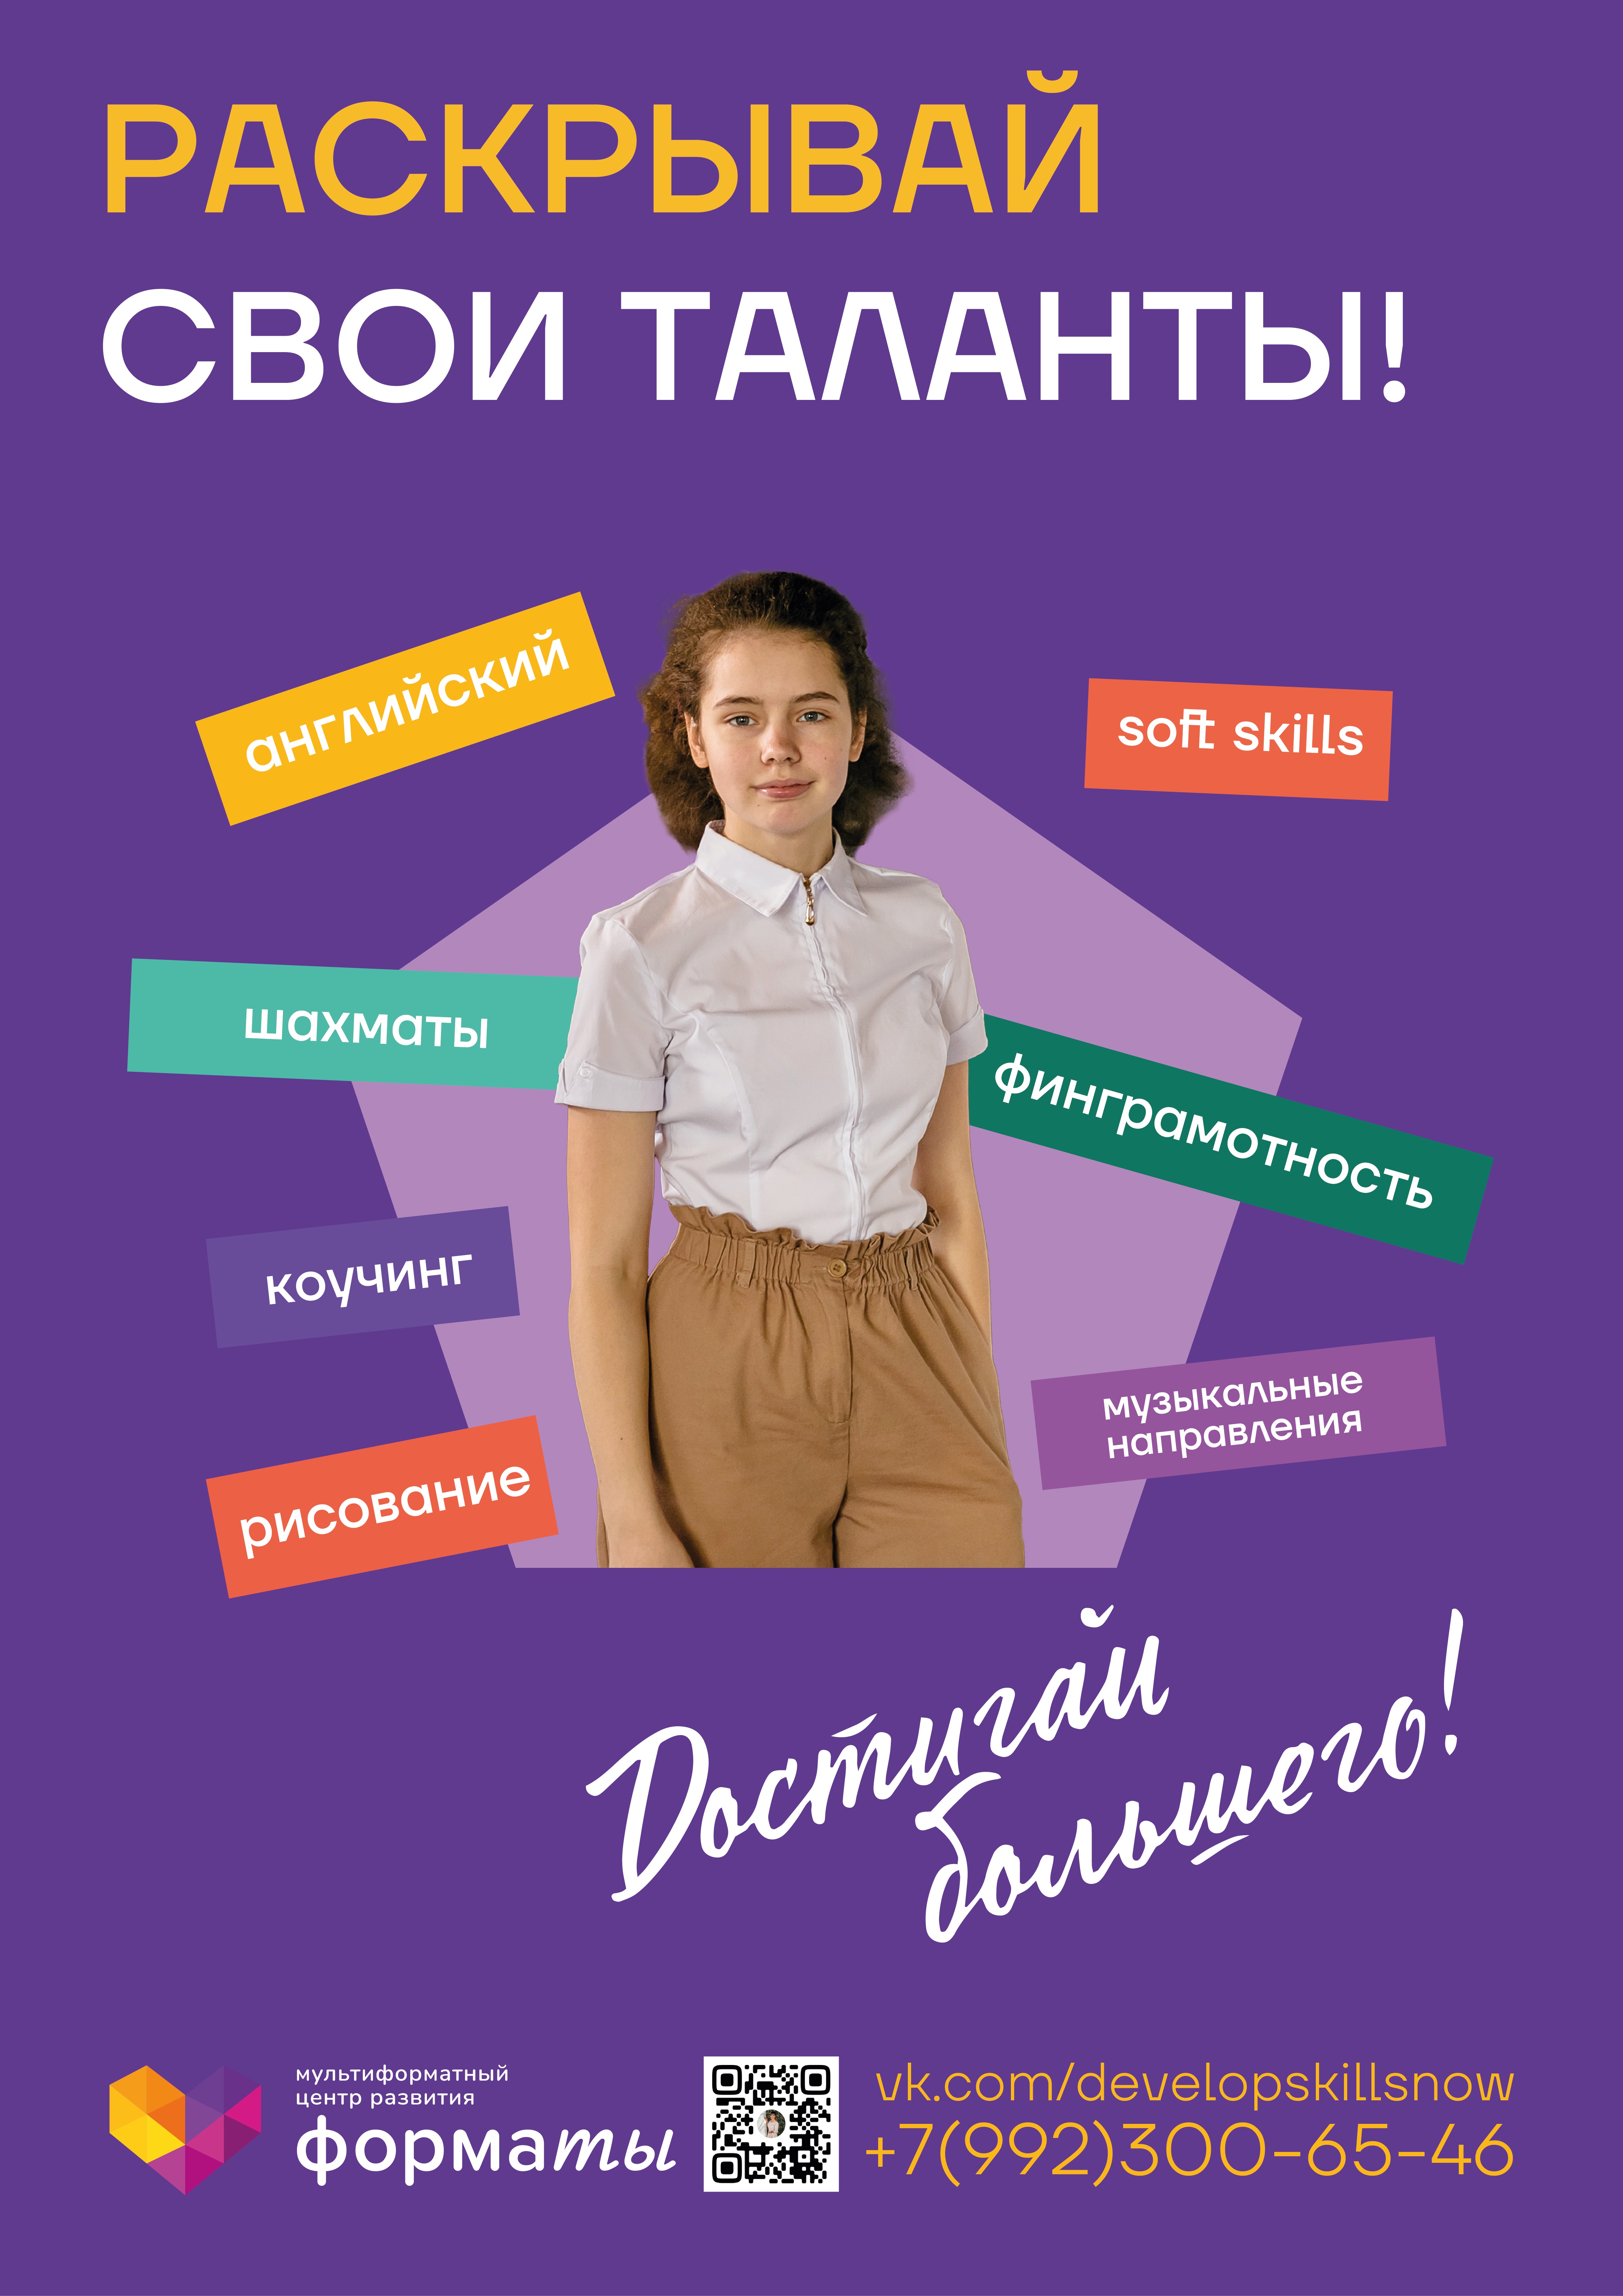 РАСКРЫВАЙ
СВОИ ТАЛАНТЫ!
английский
soft skills
шахматы
финграмотность
коучинг
музыкальные
направления
рисование
Достигай
большего!
мультиформатный
центр развития
форматы
vk.com/developskillsnow
+7(992)300-65-46